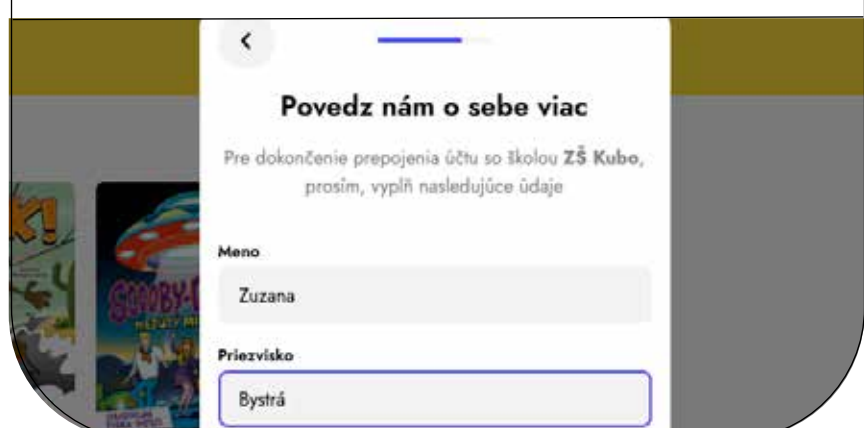 Povedz nám o sebe viac
Pre dokončenie prepojenia účtu so školou ZŠ Kubo,
prosím, vyplň nasledujúce údaje
Meno
Zuzana
Priezvisko
Bystrá